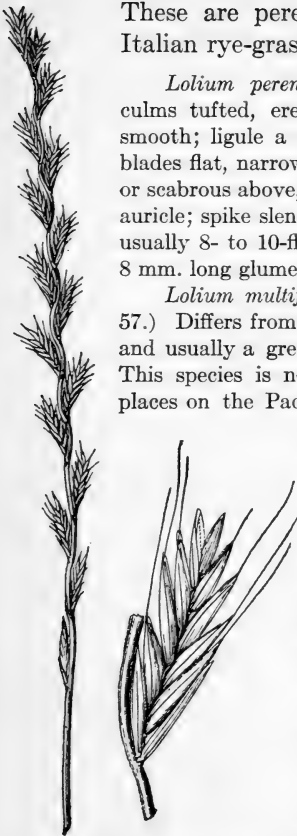 These are pere
Italian rye-gras
Lolium peren
culms tufted, ere
smooth; ligule a
blades flat, narrow
or scabrous above,
auricle; spike slen
usually 8- to 10-fl
8 mm. long glume
Lolium multif
57.) Differs from
and usually a gre
This species is n
places on the Pac